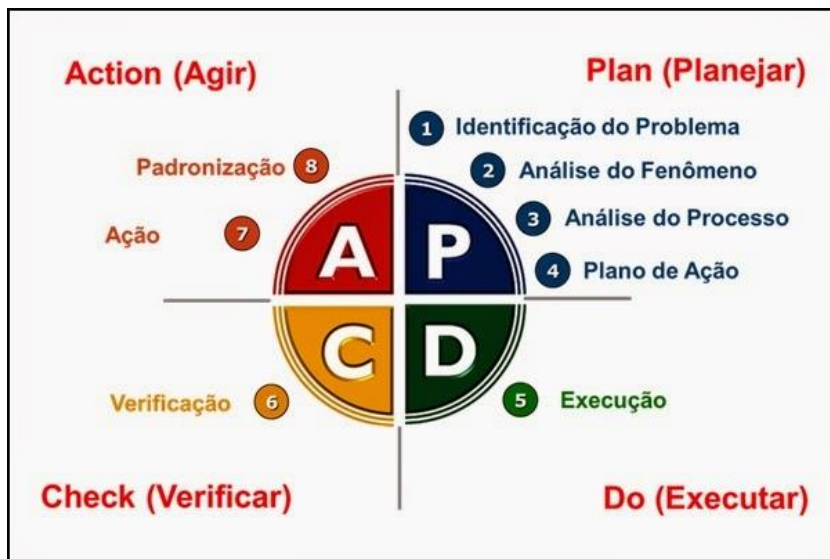 Action (Agir)
Plan (Planejar)
1 Identificação do Problema
2 Análise do Fenômeno
3 Análise do Processo
4 Plano de Ação
Padronização 8
Ação 7
A P
C D
Verificação 6
5 Execução
Check (Verificar)
Do (Executar)